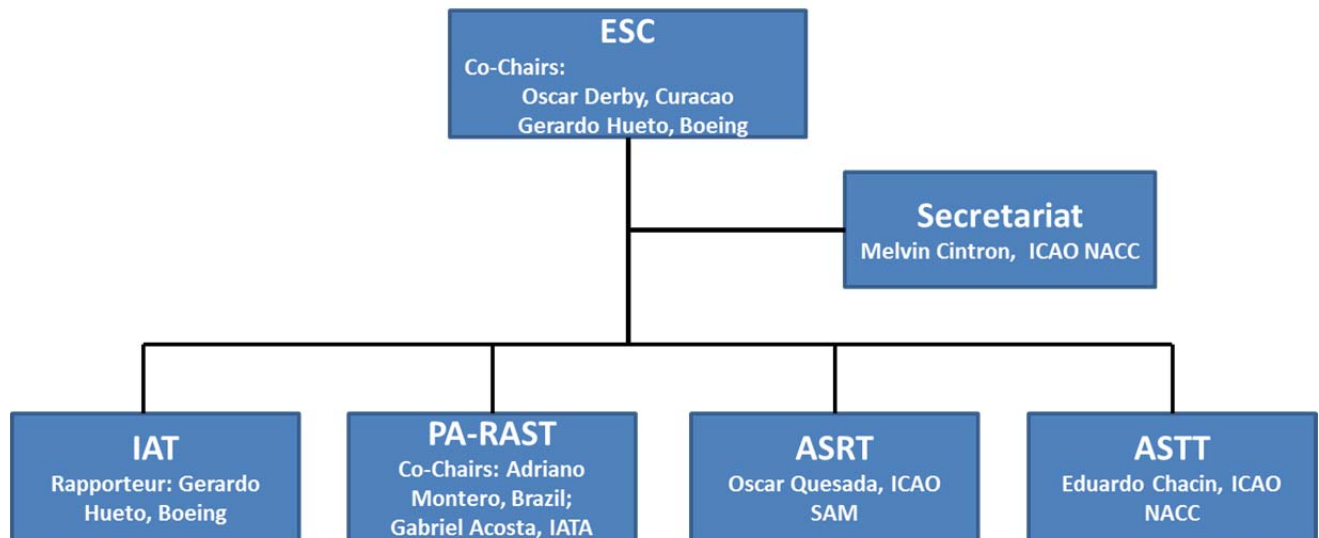 ESC
Co-Chairs:
Oscar Derby, Curacao
Gerardo Hueto, Boeing
Secretariat
Melvin Cintron, ICAO NACC
IAT
Rapporteur: Gerardo
Hueto, Boeing
PA-RAST
Co-Chairs: Adriano
Montero, Brazil;
Gabriel Acosta, IATA
ASRT
Oscar Quesada, ICAO
SAM
ASTT
Eduardo Chacin, ICAO
NACC